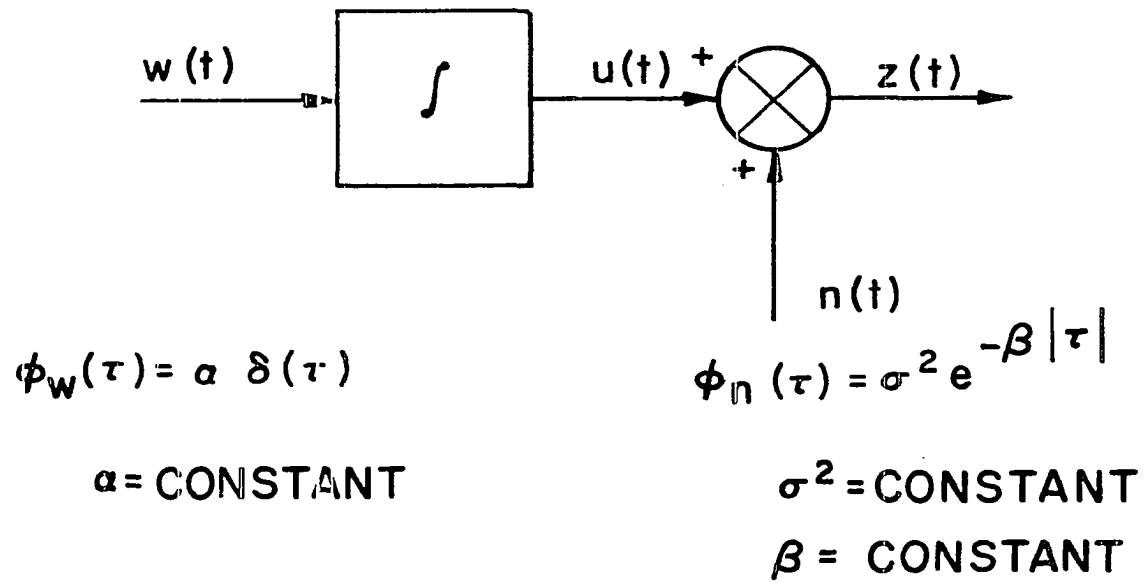 w(t)
∫
u(t)
+
z(t)
+
n(t)
ϕw(τ) = α δ(τ)
ϕn(τ) = σ² e^-β|τ|
α = CONSTANT
σ² = CONSTANT
β = CONSTANT